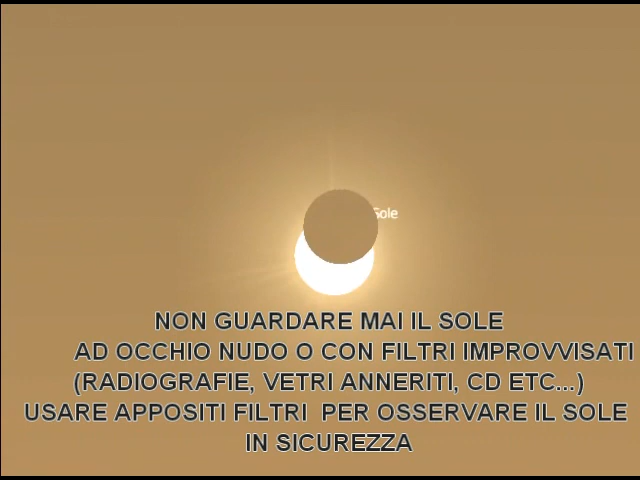 Sole
NON GUARDARE MAI IL SOLE
AD OCCHIO NUDO O CON FILTRI IMPROVVISATI
(RADIOGRAFIE, VETRI ANNERITI, CD ETC...)
USARE APPOSITI FILTRI PER OSSERVARE IL SOLE
IN SICUREZZA